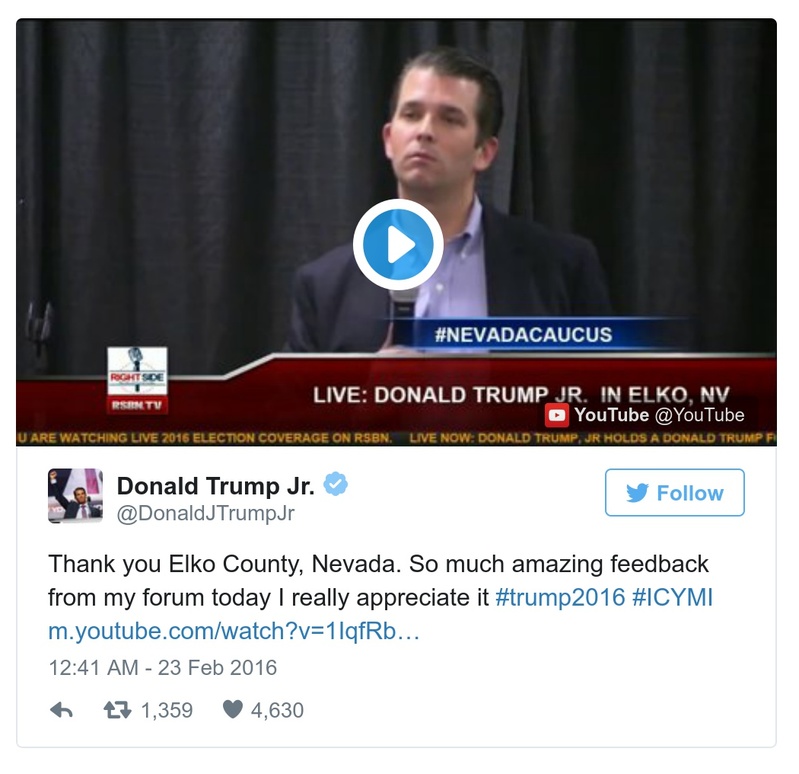 #NEVADACAUCUS
RIGHT SIDE
RSBN.TV
LIVE: DONALD TRUMP JR. IN ELKO, NV
YouTube @YouTube
U ARE WATCHING LIVE 2016 ELECTION COVERAGE ON RSBN. LIVE NOW: DONALD TRUMP, JR HOLDS A DONALD TRUMP F
Donald Trump Jr.
@DonaldJTrumpJr
Follow
Thank you Elko County, Nevada. So much amazing feedback
from my forum today I really appreciate it #trump2016 #ICYMI
m.youtube.com/watch?v=1IqfRb…
12:41 AM - 23 Feb 2016
1,359 4,630